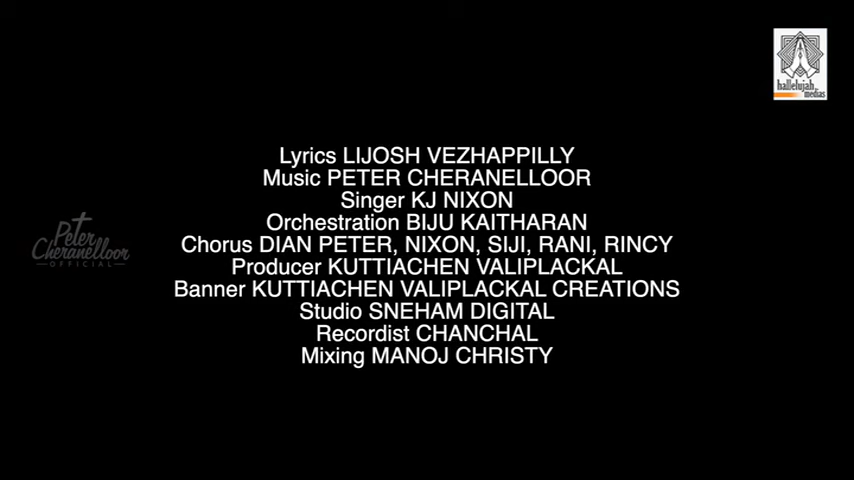 hallelujah
medias
Lyrics LIJOSH VEZHAPPILLY
Music PETER CHERANELLOOR
Singer KJ NIXON
Orchestration BIJU KAITHARAN
Chorus DIAN PETER, NIXON, SIJI, RANI, RINCY
Producer KUTTIACHEN VALIPLACKAL
Banner KUTTIACHEN VALIPLACKAL CREATIONS
Studio SNEHAM DIGITAL
Recordist CHANCHAL
Mixing MANOJ CHRISTY
Peter
Cheranelloor
OFFICIAL